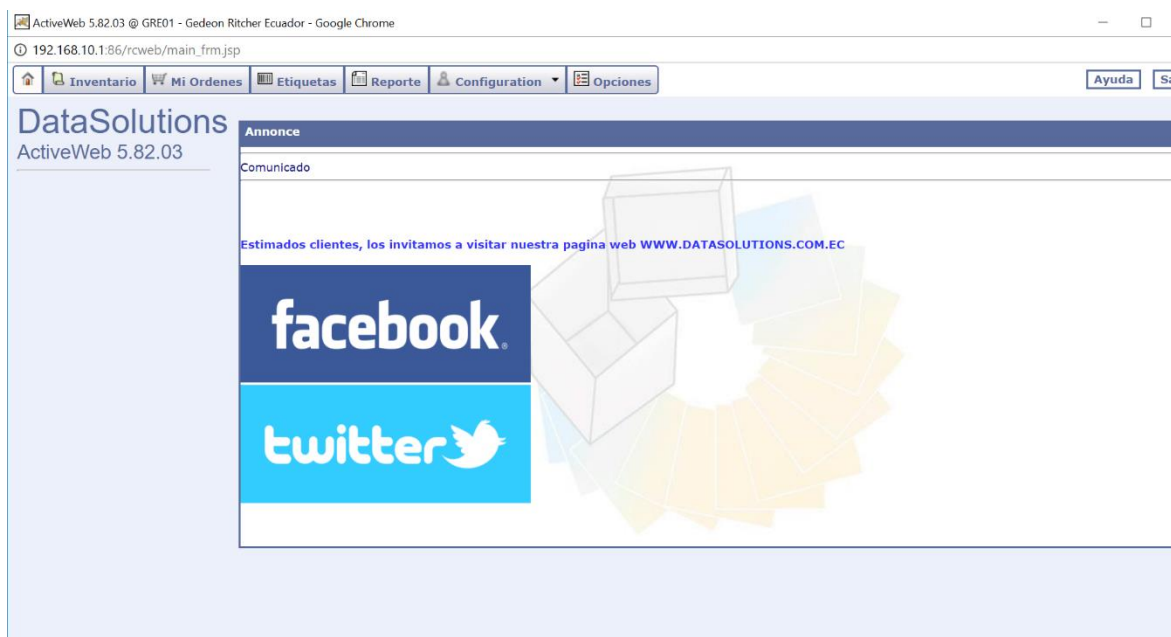 ActiveWeb 5.82.03 @ GRE01 - Gedeon Ritcher Ecuador - Google Chrome
192.168.10.1:86/rcweb/main_frm.jsp
Inventario Mi Ordenes Etiquetas Reporte Configuration Opciones Ayuda
DataSolutions
ActiveWeb 5.82.03
Annonce
Comunicado
Estimados clientes, los invitamos a visitar nuestra pagina web WWW.DATASOLUTIONS.COM.EC
facebook®
twitter